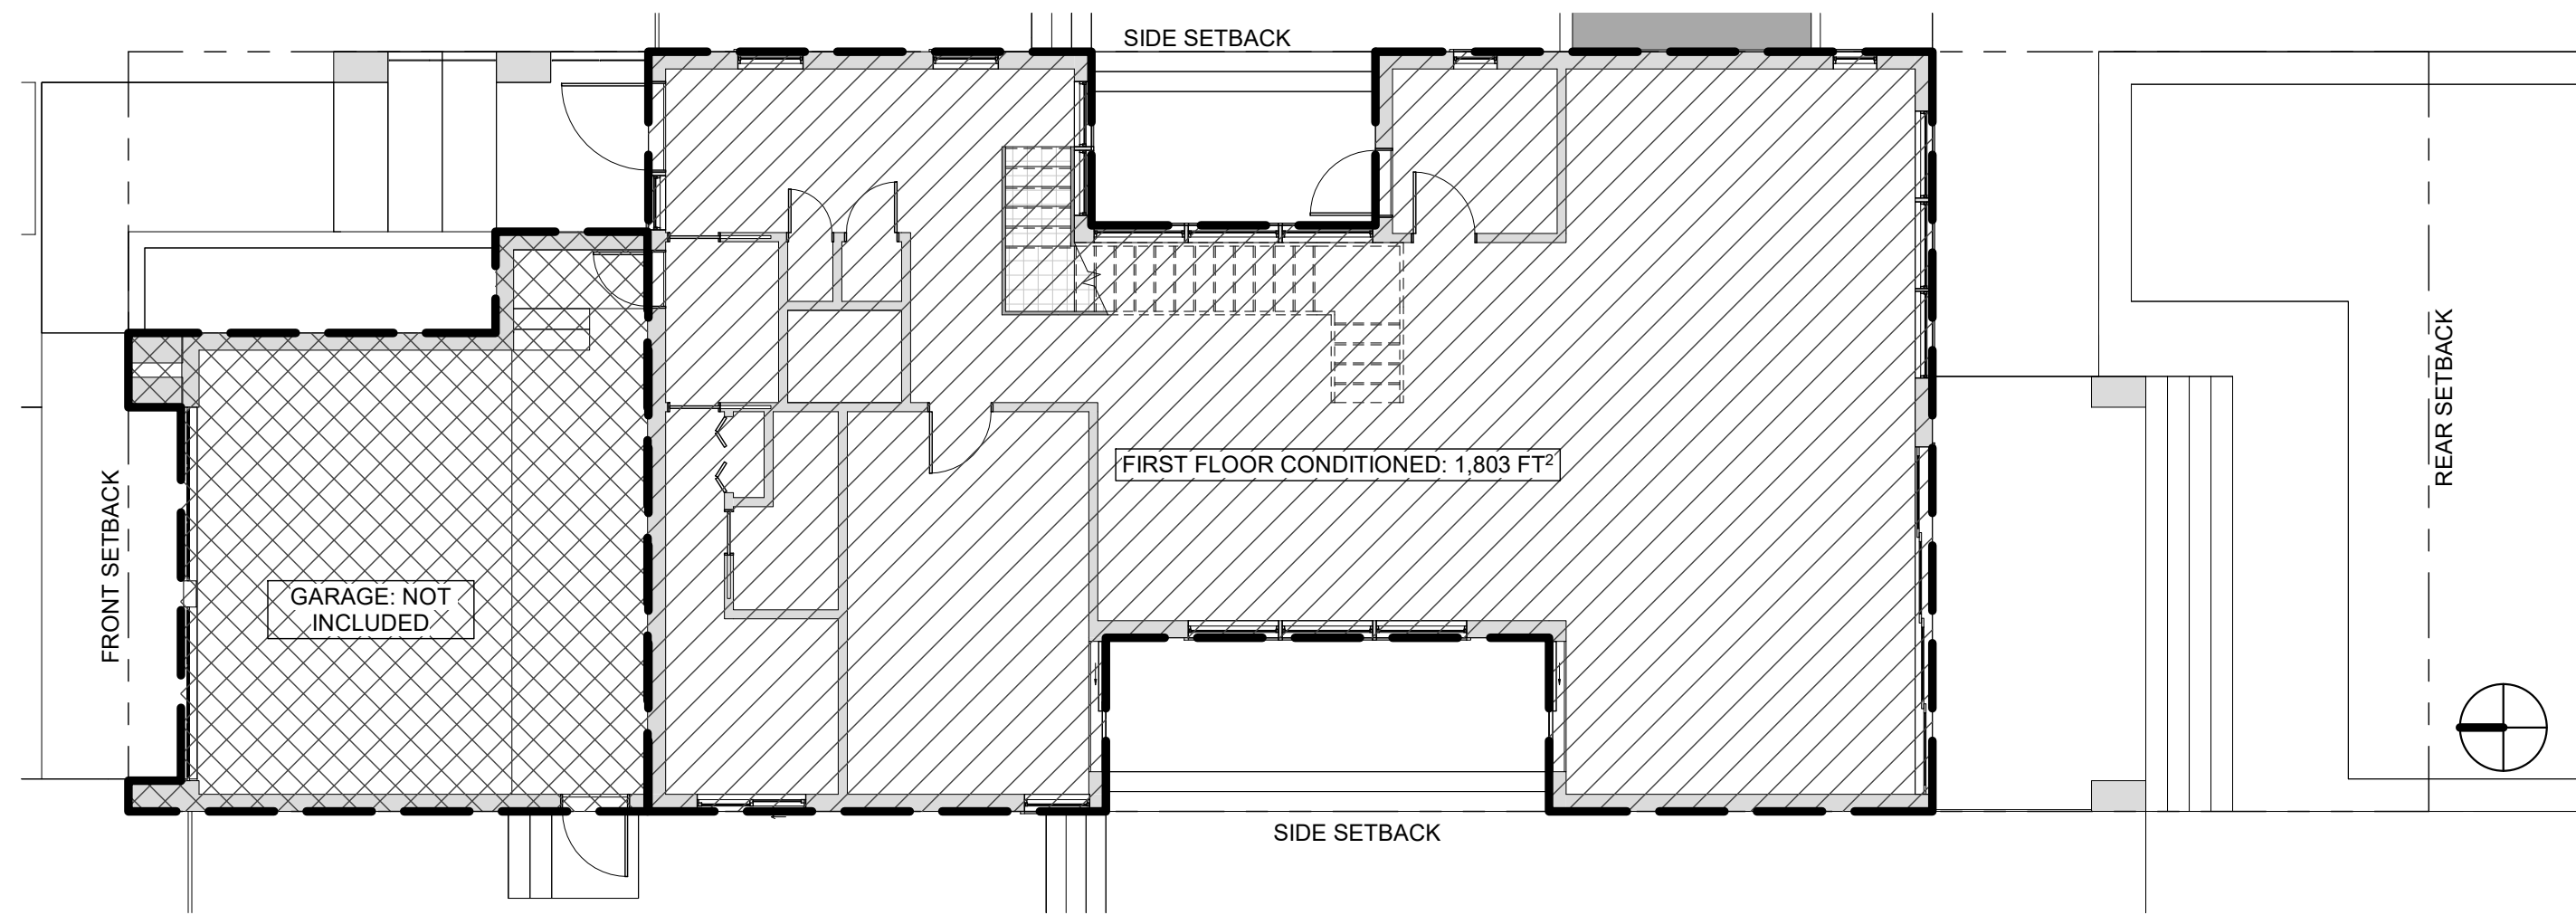 SIDE SETBACK
REAR SETBACK
FIRST FLOOR CONDITIONED: 1,803 FT²
FRONT SETBACK
GARAGE: NOT
INCLUDED
SIDE SETBACK